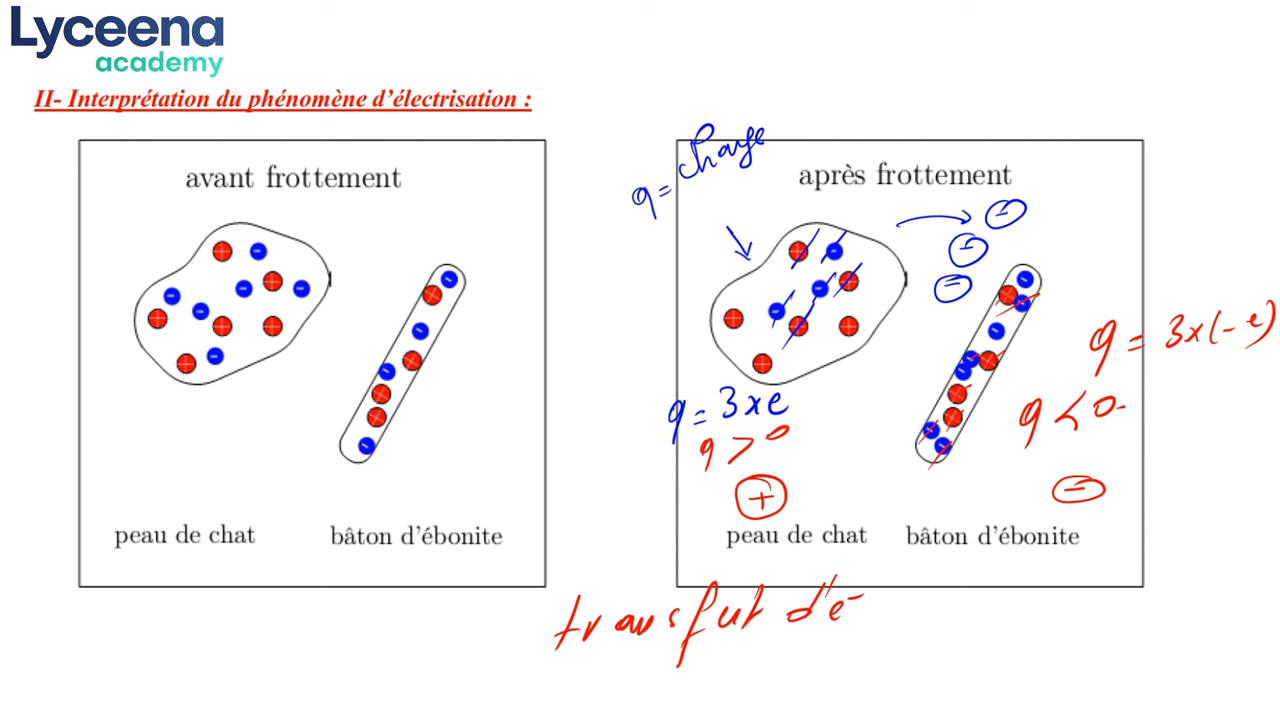 Lyceena
academy
II- Interprétation du phénomène d'électrisation :
avant frottement
peau de chat
bâton d'ébonite
q = charge
après frottement
q = 3 x e
q > 0
+
q = 3 x (- e)
q < 0
-
peau de chat
bâton d'ébonite
transfert d'e-